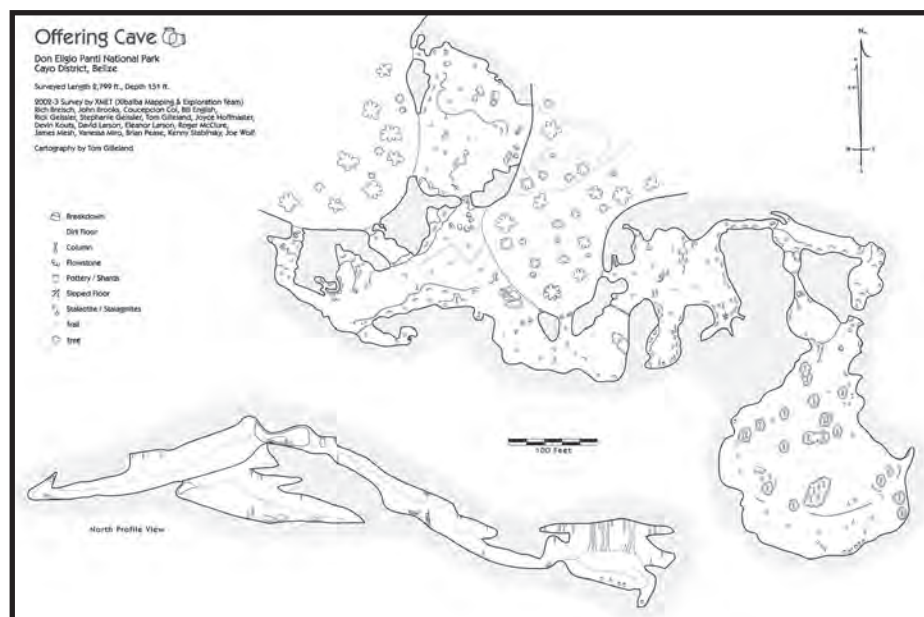 Offering Cave
Don Eligio Panti National Park
Cayo District, Belize
Surveyed Length 2,799 ft., Depth 151 ft.
2002-3 Survey by XMET (Xibalba Mapping & Exploration Team)
Rich Breisch, John Brooks, Coucepcion Coi, Bill English,
Rick Geissler, Stephanie Geissler, Tom Gilleland, Joyce Hoffmaster,
Devin Kouts, David Larson, Eleanor Larson, Roger McClure,
James Mesh, Vanessa Miro, Brian Pease, Kenny Stabinsky, Joe Wolf
Cartography by Tom Gilleland
Breakdown
Dirt Floor
Column
Flowstone
Pottery / Shards
Sloped Floor
Stalactite / Stalagmites
Trail
Tree
100 Feet
North Profile View